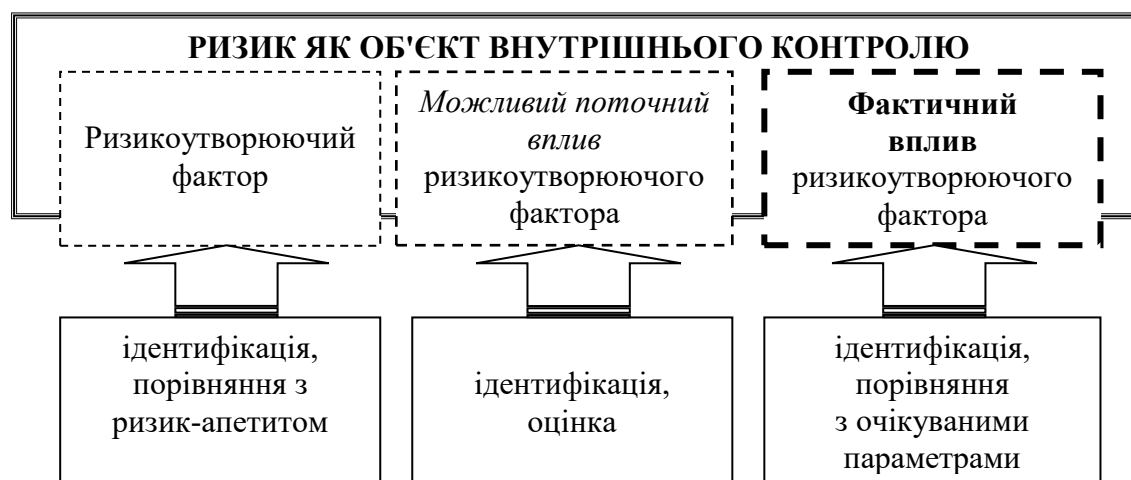 РИЗИК ЯК ОБ'ЄКТ ВНУТРІШНЬОГО КОНТРОЛЮ
Ризикоутворюючий
фактор
Можливий поточний
вплив
ризикоутворюючого
фактора
Фактичний
вплив
ризикоутворюючого
фактора
ідентифікація,
порівняння з
ризик-апетитом
ідентифікація,
оцінка
ідентифікація,
порівняння
з очікуваними
параметрами